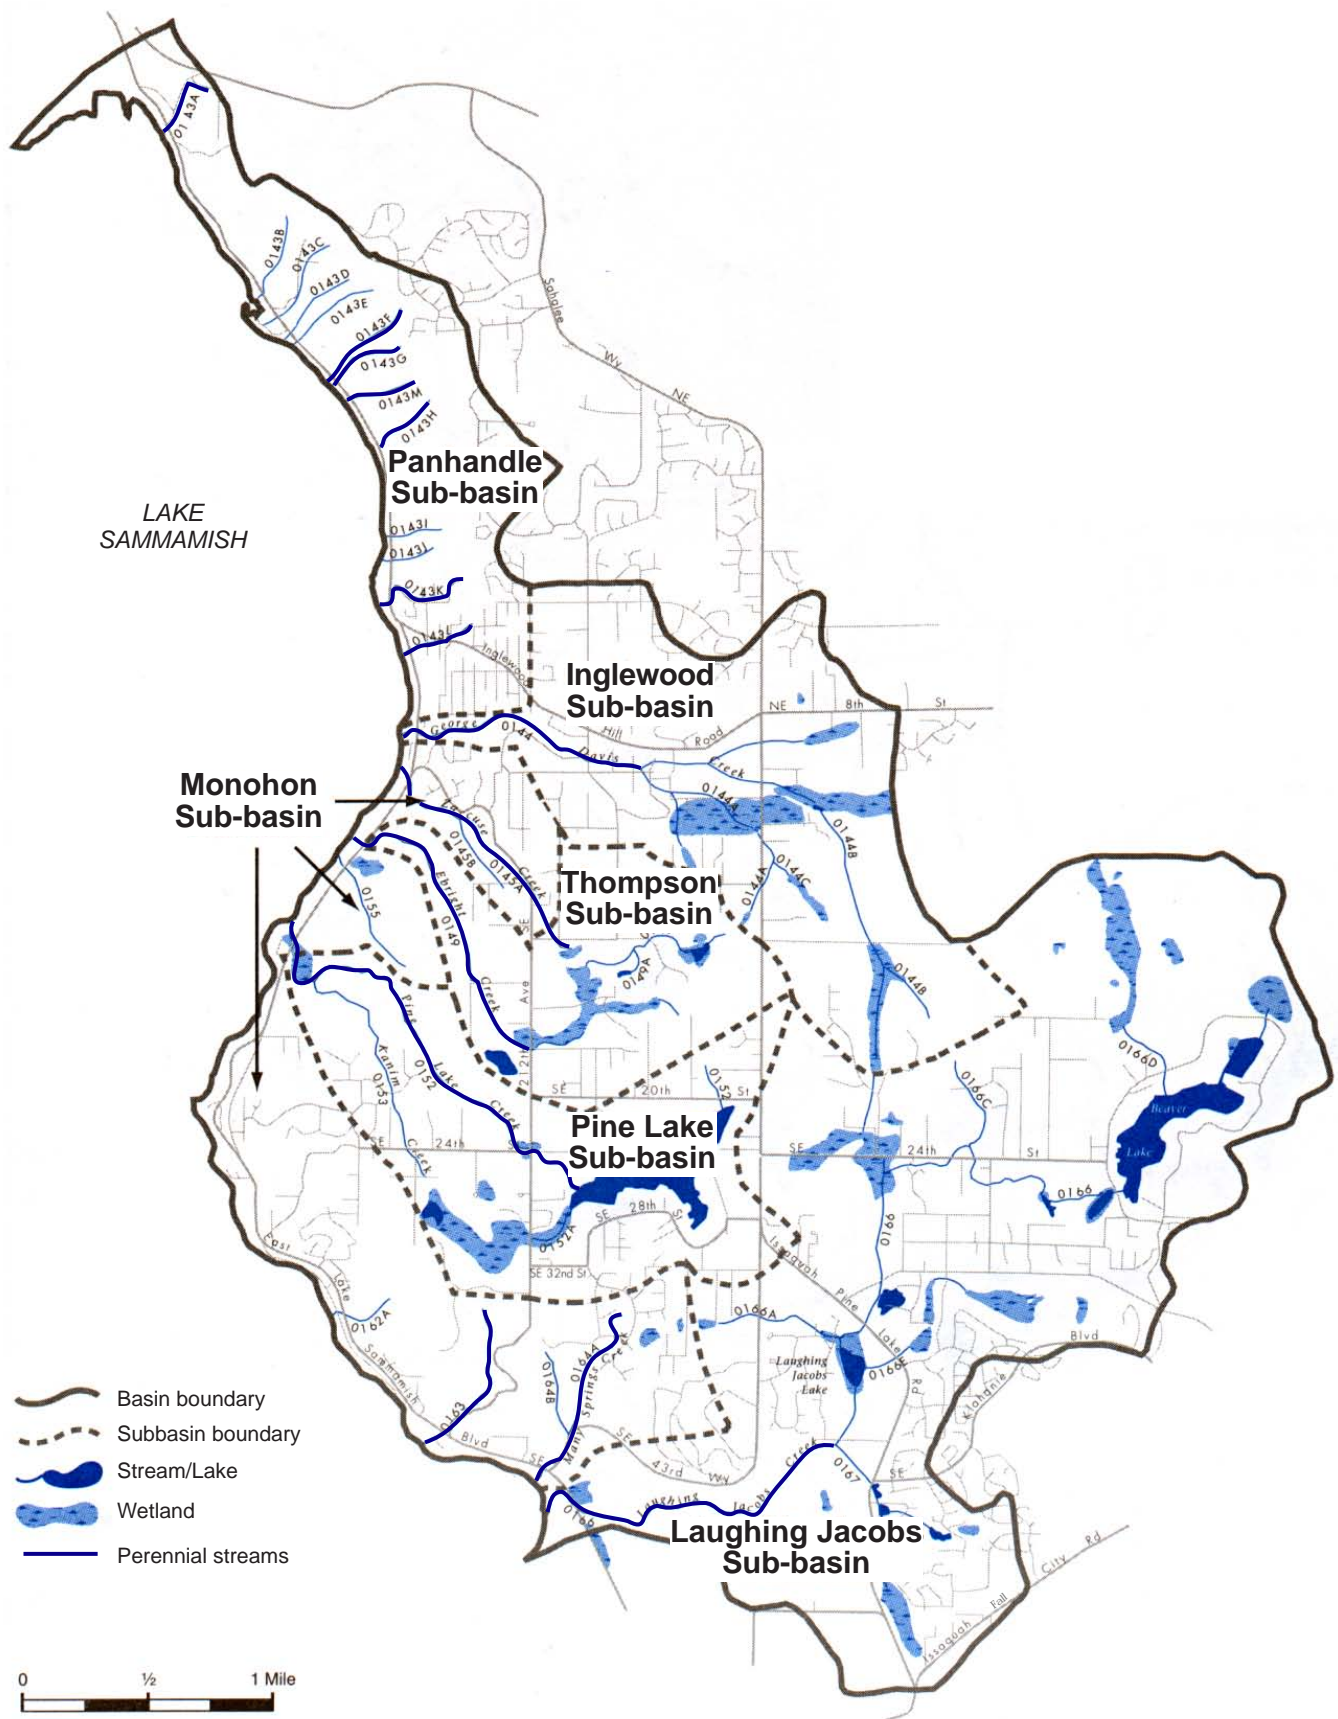 0143A
0143B
0143C
0143D
0143E
0143F
0143G
0143M
0143H
Sahalee
Wy
NE
Panhandle
Sub-basin
LAKE
SAMMAMISH
0143I
0143J
0143K
0143L
Inglewood
Inglewood
Sub-basin
NE
8th
St
George
0144
Hill
Road
Davis
Creek
Monohon
Sub-basin
0144A
0144B
0145B
0145A
Creek
0144A
0144C
Thompson
Sub-basin
Ebright
0149
Creek
0155
SE
Ave
0149A
0144B
Pine
Lake
0152
Creek
Kanim
0153
Creek
SE
20th
St
0152
0166C
0166D
Beaver
Lake
Pine Lake
Sub-basin
24th
SE
24th
St
0166
0166
0152A
SE
28th
St
SE 32nd St
Issaquah
Pine
Lake
Rd
East
Lake
Sammamish
Blvd
SE
0162A
0163
0164B
0164A
Many Springs Creek
0166A
Laughing
Jacobs
Lake
0166E
Blvd
Klahanie
SE
43rd
Wy
Creek
0167
SE
Laughing
Jacobs
0166
Laughing Jacobs
Sub-basin
Issaquah
Fall
City
Rd
Basin boundary
Subbasin boundary
Stream/Lake
Wetland
Perennial streams
0
½
1 Mile